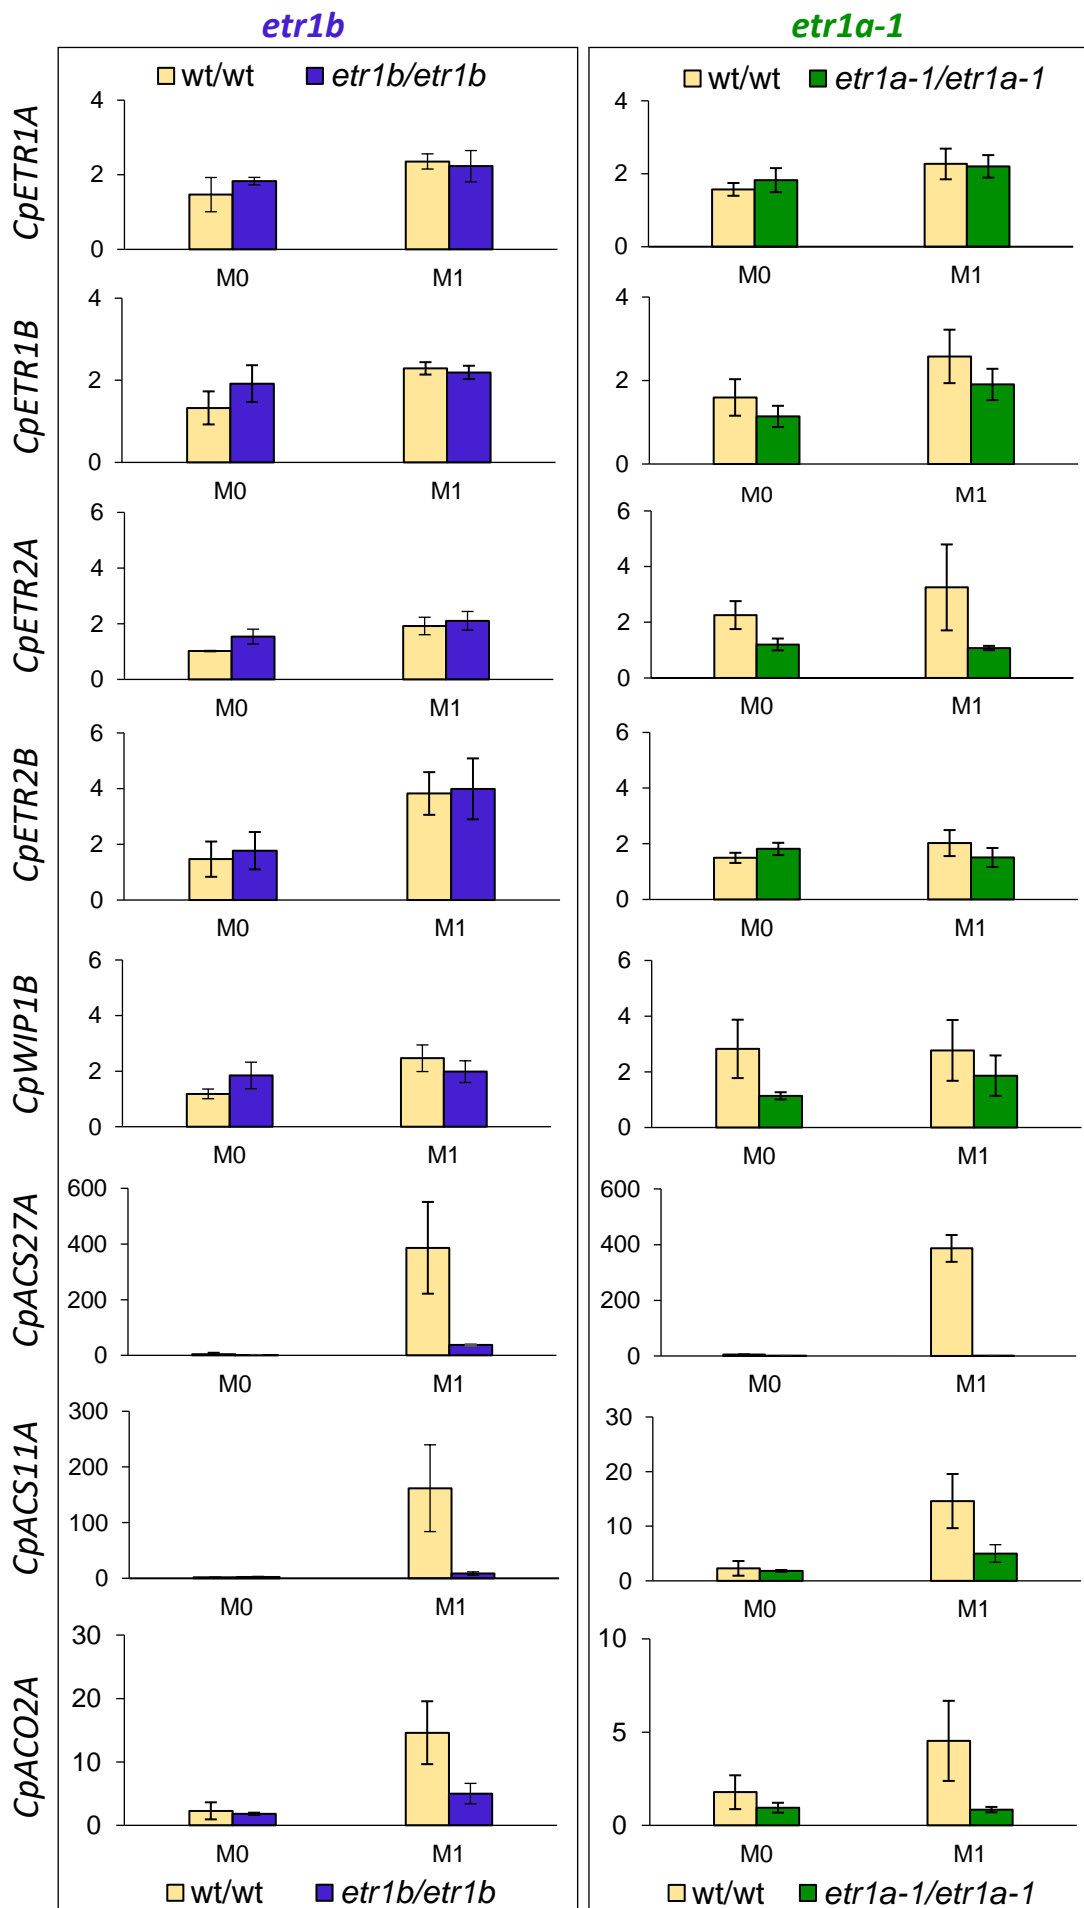 etr1b
etr1a-1
wt/wt etr1b/etr1b
wt/wt etr1a-1/etr1a-1
CpETR1A
4
2
0
M0 M1
4
2
0
M0 M1
CpETR1B
4
2
0
M0 M1
4
2
0
M0 M1
CpETR2A
6
4
2
0
M0 M1
6
4
2
0
M0 M1
CpETR2B
6
4
2
0
M0 M1
6
4
2
0
M0 M1
CpWIP1B
6
4
2
0
M0 M1
6
4
2
0
M0 M1
CpACS27A
600
400
200
0
M0 M1
600
400
200
0
M0 M1
CpACS11A
300
200
100
0
M0 M1
30
20
10
0
M0 M1
CpACO2A
30
20
10
0
M0 M1
10
5
0
M0 M1
wt/wt etr1b/etr1b
wt/wt etr1a-1/etr1a-1